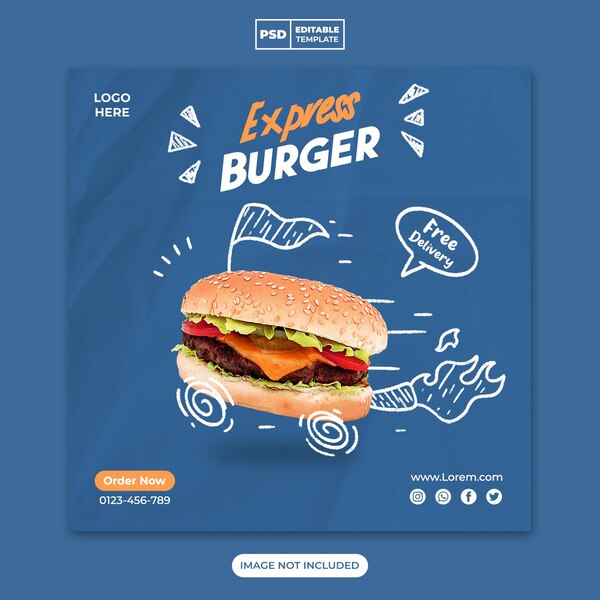 PSD
EDITABLE
TEMPLATE
LOGO
HERE
Express
BURGER
Free
Delivery
Order Now
0123-456-789
www.Lorem.com
IMAGE NOT INCLUDED